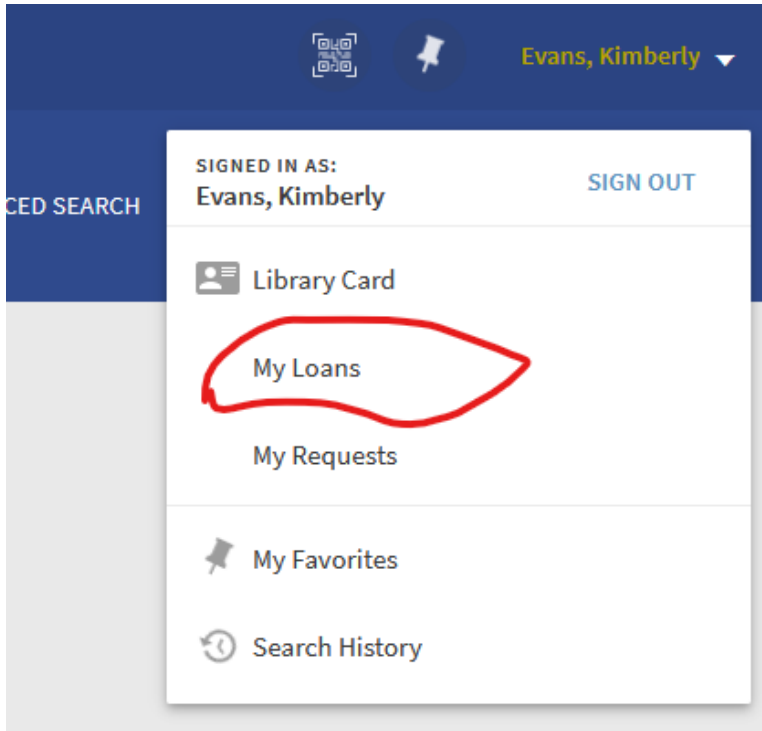 Evans, Kimberly
CED SEARCH
SIGNED IN AS:
Evans, Kimberly
SIGN OUT
Library Card
My Loans
My Requests
My Favorites
Search History